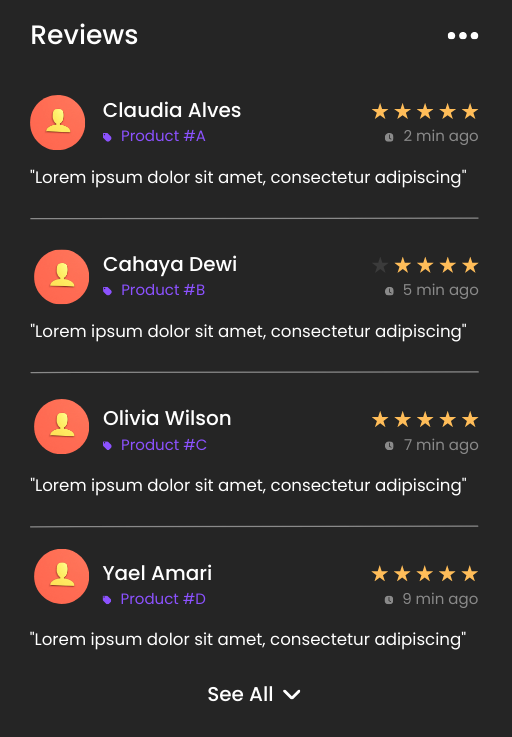 Reviews
Claudia Alves
Product #A
2 min ago
"Lorem ipsum dolor sit amet, consectetur adipiscing"
Cahaya Dewi
Product #B
5 min ago
"Lorem ipsum dolor sit amet, consectetur adipiscing"
Olivia Wilson
Product #C
7 min ago
"Lorem ipsum dolor sit amet, consectetur adipiscing"
Yael Amari
Product #D
9 min ago
"Lorem ipsum dolor sit amet, consectetur adipiscing"
See All